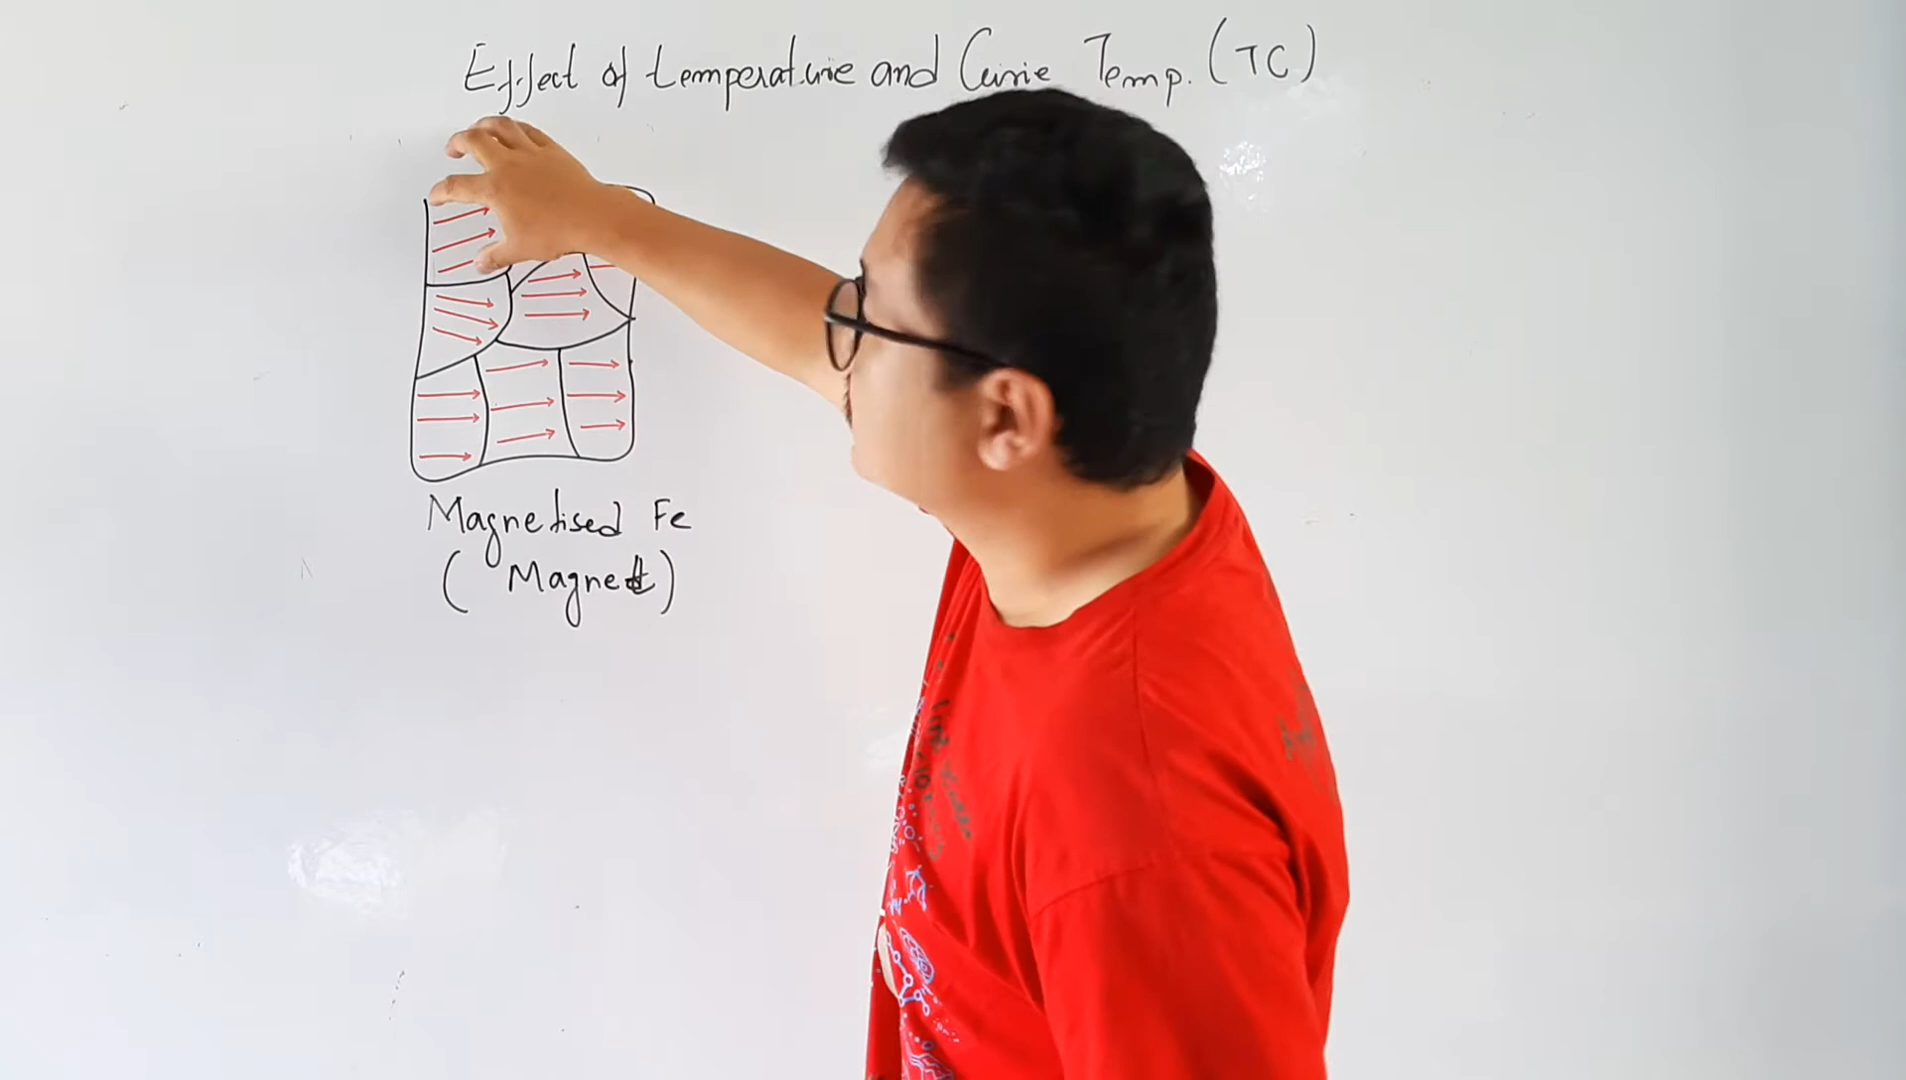 Effect of temperature and Curie Temp. (TC)
Magnetised Fe
(Magnet)